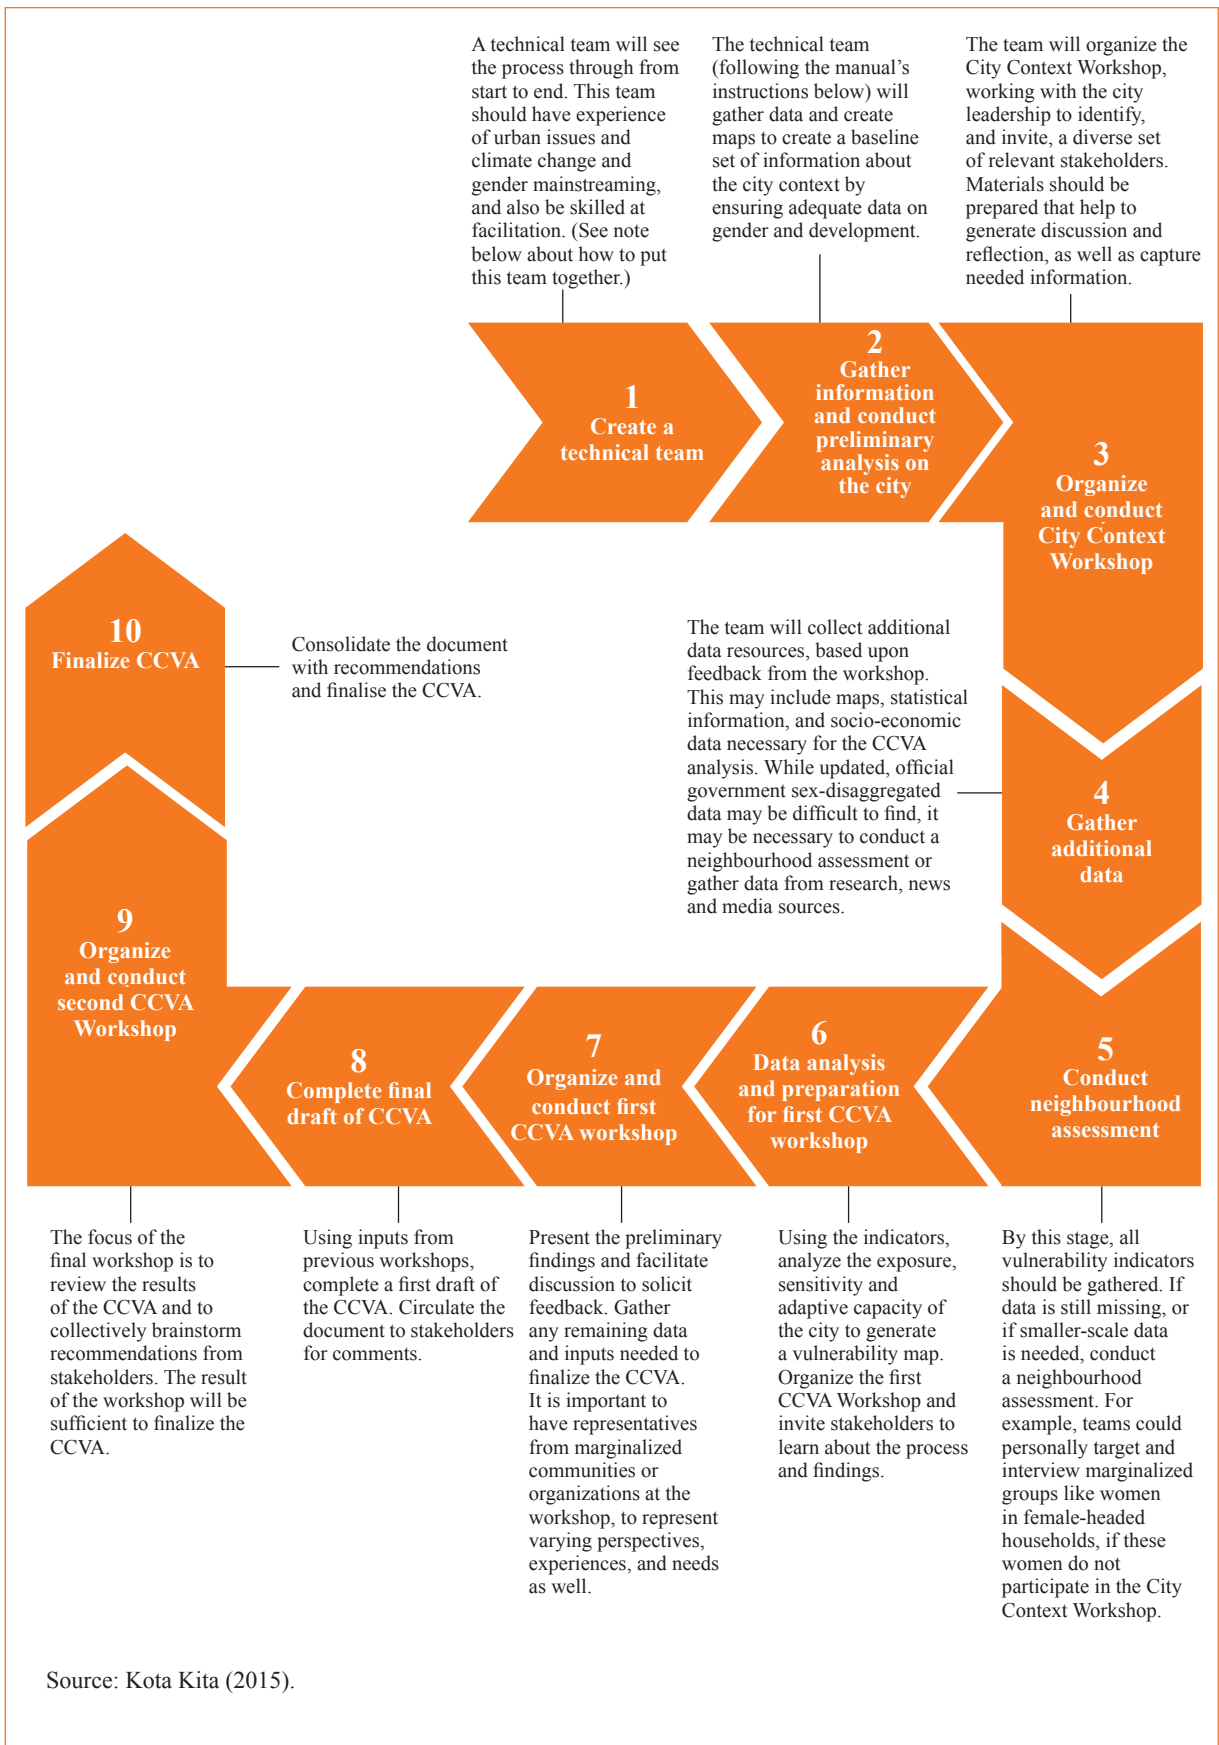 A technical team will see
the process through from
start to end. This team
should have experience
of urban issues and
climate change and
gender mainstreaming,
and also be skilled at
facilitation. (See note
below about how to put
this team together.)
The technical team
(following the manual's
instructions below) will
gather data and create
maps to create a baseline
set of information about
the city context by
ensuring adequate data on
gender and development.
The team will organize the
City Context Workshop,
working with the city
leadership to identify,
and invite, a diverse set
of relevant stakeholders.
Materials should be
prepared that help to
generate discussion and
reflection, as well as capture
needed information.
1
Create a
technical team
2
Gather
information
and conduct
preliminary
analysis on
the city
3
Organize
and conduct
City Context
Workshop
The team will collect additional
data resources, based upon
feedback from the workshop.
This may include maps, statistical
information, and socio-economic
data necessary for the CCVA
analysis. While updated, official
government sex-disaggregated
data may be difficult to find, it
may be necessary to conduct a
neighbourhood assessment or
gather data from research, news
and media sources.
4
Gather
additional
data
5
Conduct
neighbourhood
assessment
By this stage, all
vulnerability indicators
should be gathered. If
data is still missing, or
if smaller-scale data
is needed, conduct
a neighbourhood
assessment. For
example, teams could
personally target and
interview marginalized
groups like women
in female-headed
households, if these
women do not
participate in the City
Context Workshop.
6
Data analysis
and preparation
for first CCVA
workshop
Using the indicators,
analyze the exposure,
sensitivity and
adaptive capacity of
the city to generate
a vulnerability map.
Organize the first
CCVA Workshop and
invite stakeholders to
learn about the process
and findings.
7
Organize and
conduct first
CCVA workshop
Present the preliminary
findings and facilitate
discussion to solicit
feedback. Gather
any remaining data
and inputs needed to
finalize the CCVA.
It is important to
have representatives
from marginalized
communities or
organizations at the
workshop, to represent
varying perspectives,
experiences, and needs
as well.
8
Complete final
draft of CCVA
Using inputs from
previous workshops,
complete a first draft of
the CCVA. Circulate the
document to stakeholders
for comments.
9
Organize
and conduct
second CCVA
Workshop
The focus of the
final workshop is to
review the results
of the CCVA and to
collectively brainstorm
recommendations from
stakeholders. The result
of the workshop will be
sufficient to finalize the
CCVA.
10
Finalize CCVA
Consolidate the document
with recommendations
and finalise the CCVA.
Source: Kota Kita (2015).